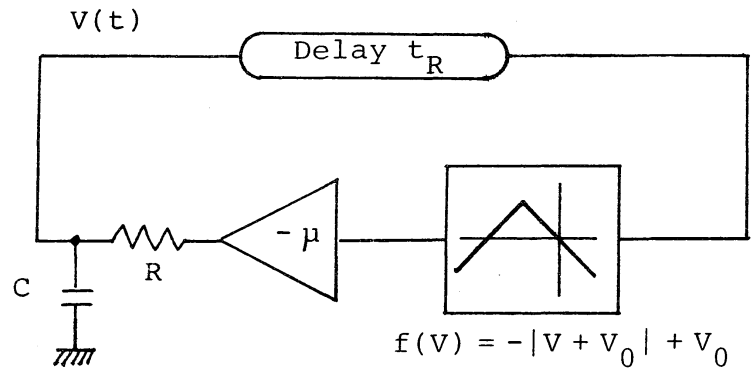 V(t)
Delay t_R
- μ
R
C
f(V) = -|V + V_0| + V_0